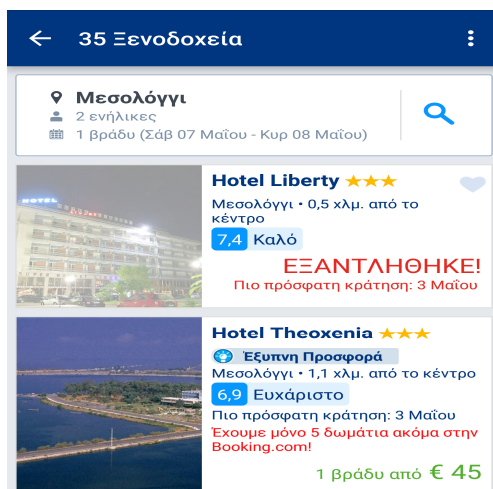 35 Ξενοδοχεία
Μεσολόγγι
2 ενήλικες
1 βράδυ (Σάβ 07 Μαΐου - Κυρ 08 Μαΐου)
HOTEL
Hotel Liberty
Μεσολόγγι • 0,5 χλμ. από το
κέντρο
7,4 Καλό
ΕΞΑΝΤΛΗΘΗΚΕ!
Πιο πρόσφατη κράτηση: 3 Μαΐου
Hotel Theoxenia
Έξυπνη Προσφορά
Μεσολόγγι • 1,1 χλμ. από το κέντρο
6,9 Ευχάριστο
Πιο πρόσφατη κράτηση: 3 Μαΐου
Έχουμε μόνο 5 δωμάτια ακόμα στην
Booking.com!
1 βράδυ από € 45